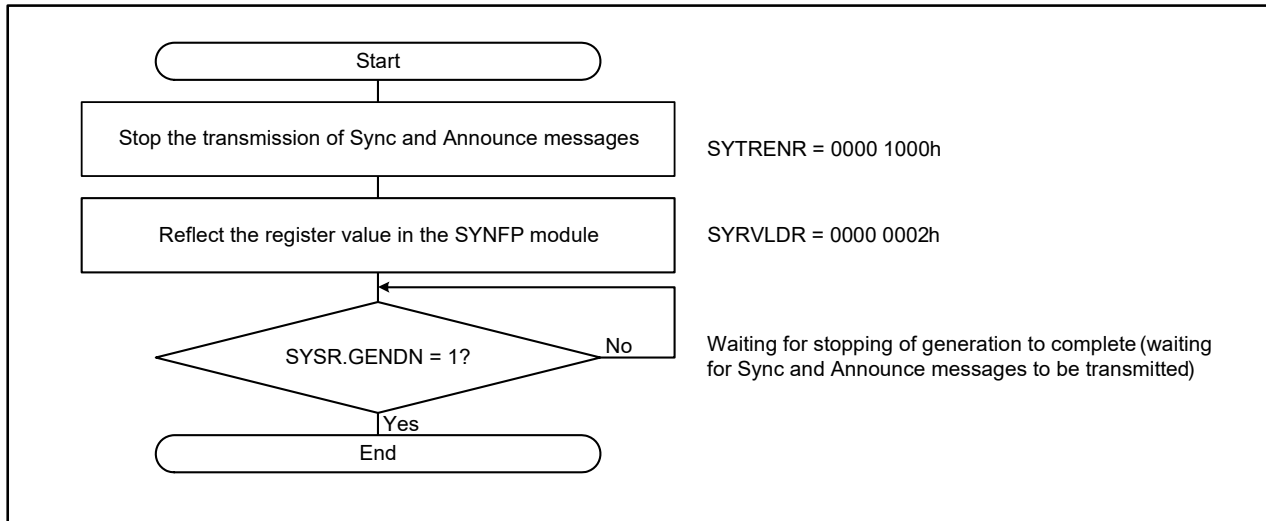 Start
Stop the transmission of Sync and Announce messages
SYTRENR = 0000 1000h
Reflect the register value in the SYNFP module
SYRVLDR = 0000 0002h
SYSR.GENDN = 1?
No
Waiting for stopping of generation to complete (waiting
for Sync and Announce messages to be transmitted)
Yes
End